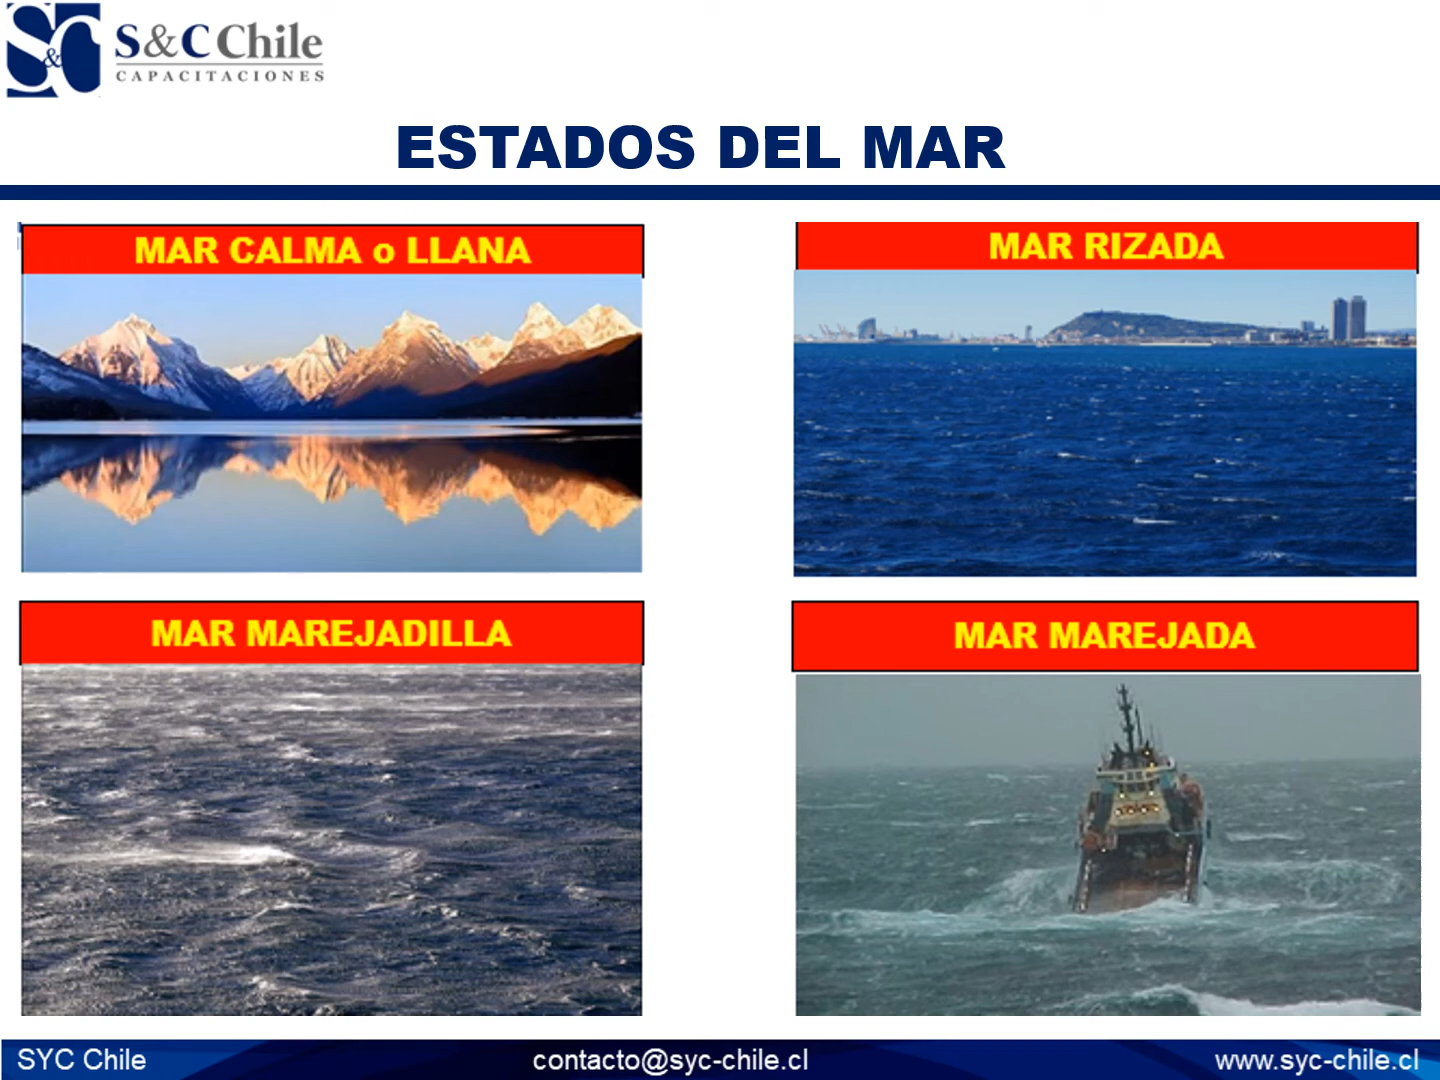 S&C
S&C Chile
CAPACITACIONES
ESTADOS DEL MAR
MAR CALMA o LLANA
MAR RIZADA
MAR MAREJADILLA
MAR MAREJADA
SYC Chile
contacto@syc-chile.cl
www.syc-chile.cl